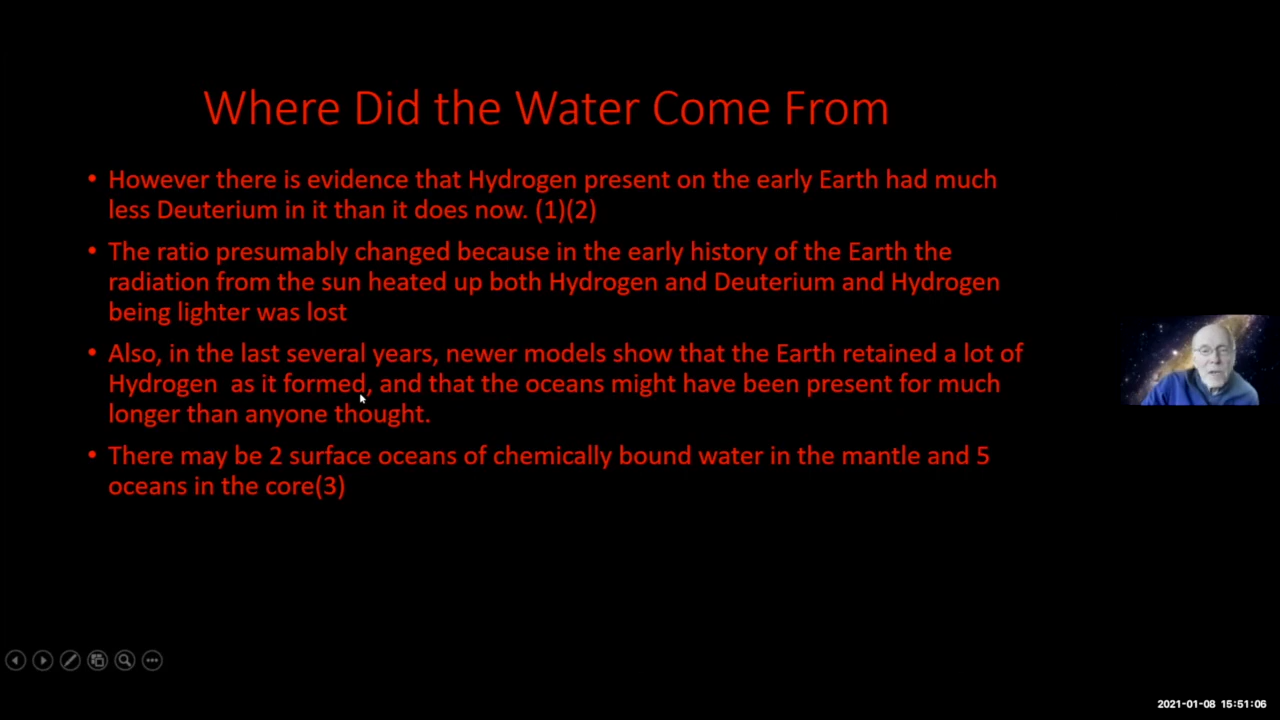 Where Did the Water Come From
• However there is evidence that Hydrogen present on the early Earth had much
less Deuterium in it than it does now. (1)(2)
• The ratio presumably changed because in the early history of the Earth the
radiation from the sun heated up both Hydrogen and Deuterium and Hydrogen
being lighter was lost
• Also, in the last several years, newer models show that the Earth retained a lot of
Hydrogen  as it formed, and that the oceans might have been present for much
longer than anyone thought.
• There may be 2 surface oceans of chemically bound water in the mantle and 5
oceans in the core(3)
2021-01-08 15:51:06